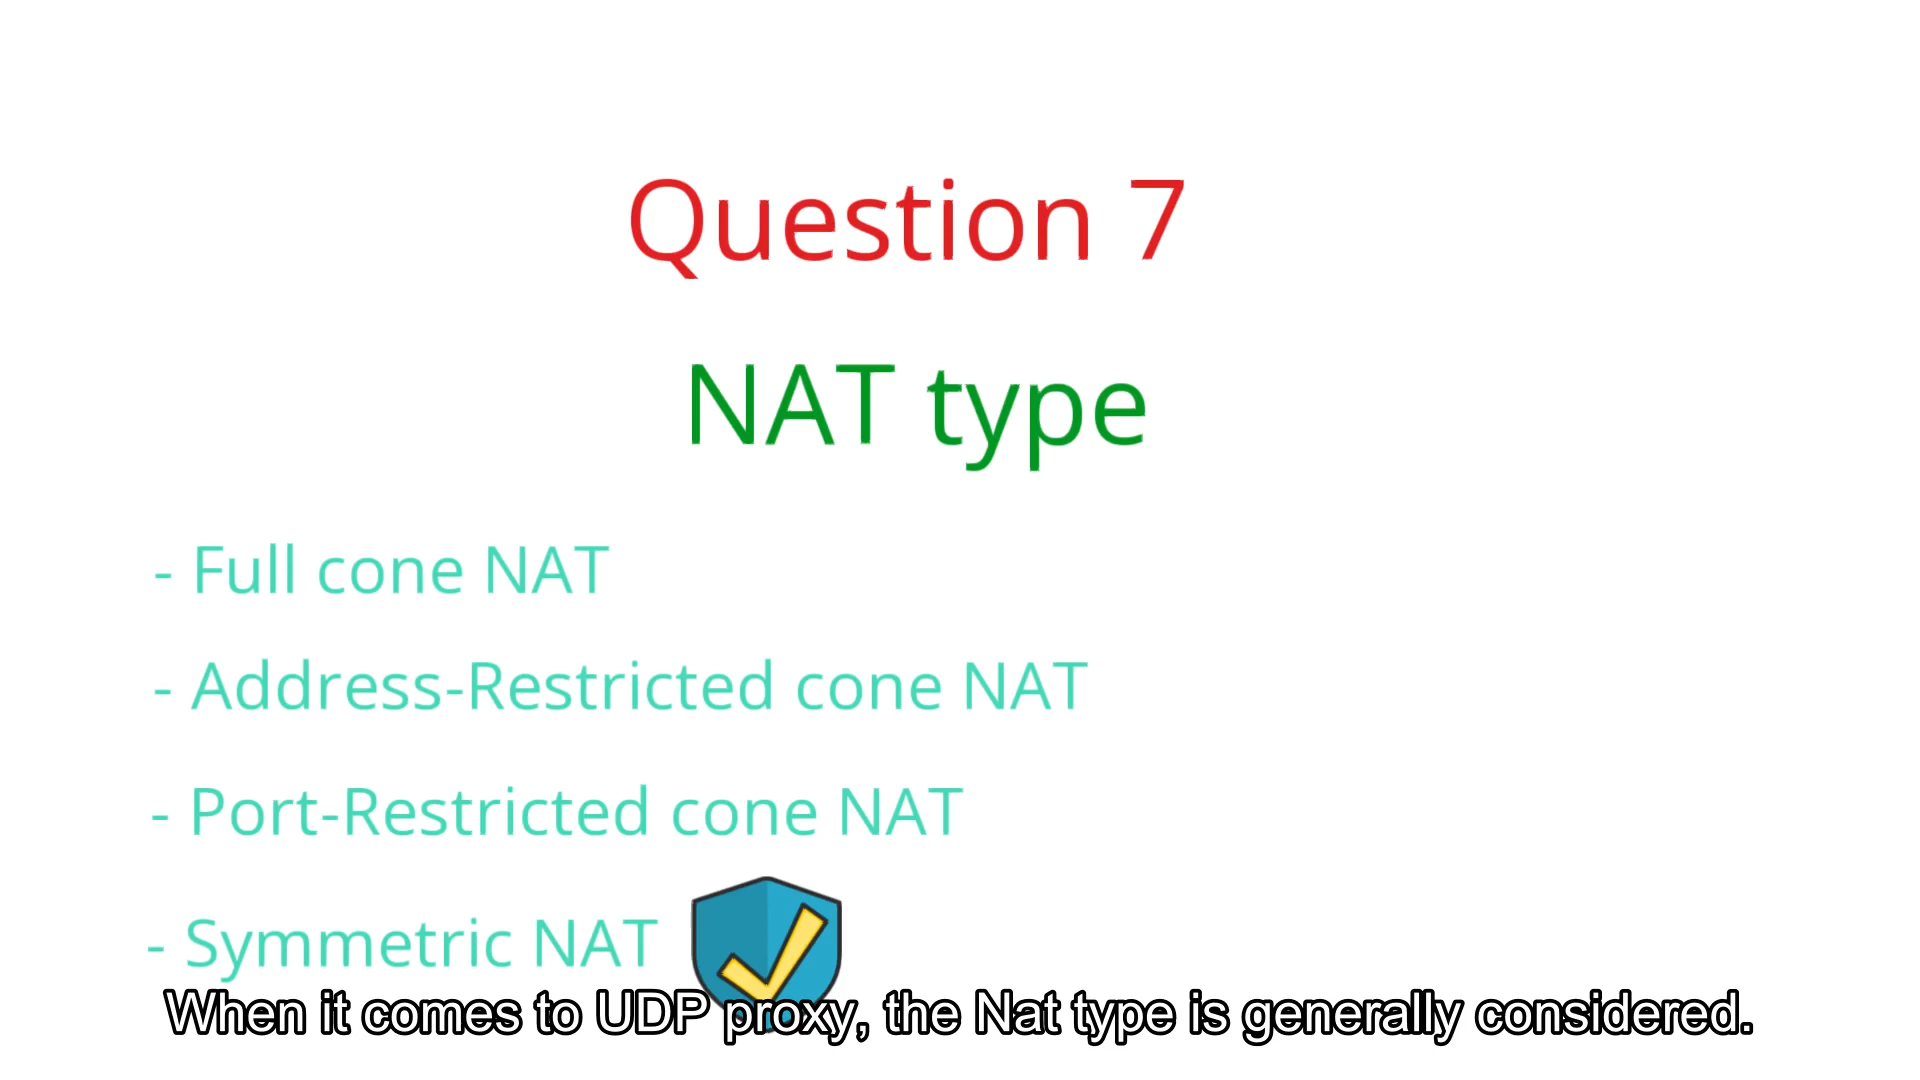 Question 7
NAT type
- Full cone NAT
- Address-Restricted cone NAT
- Port-Restricted cone NAT
- Symmetric NAT
When it comes to UDP proxy, the Nat type is generally considered.